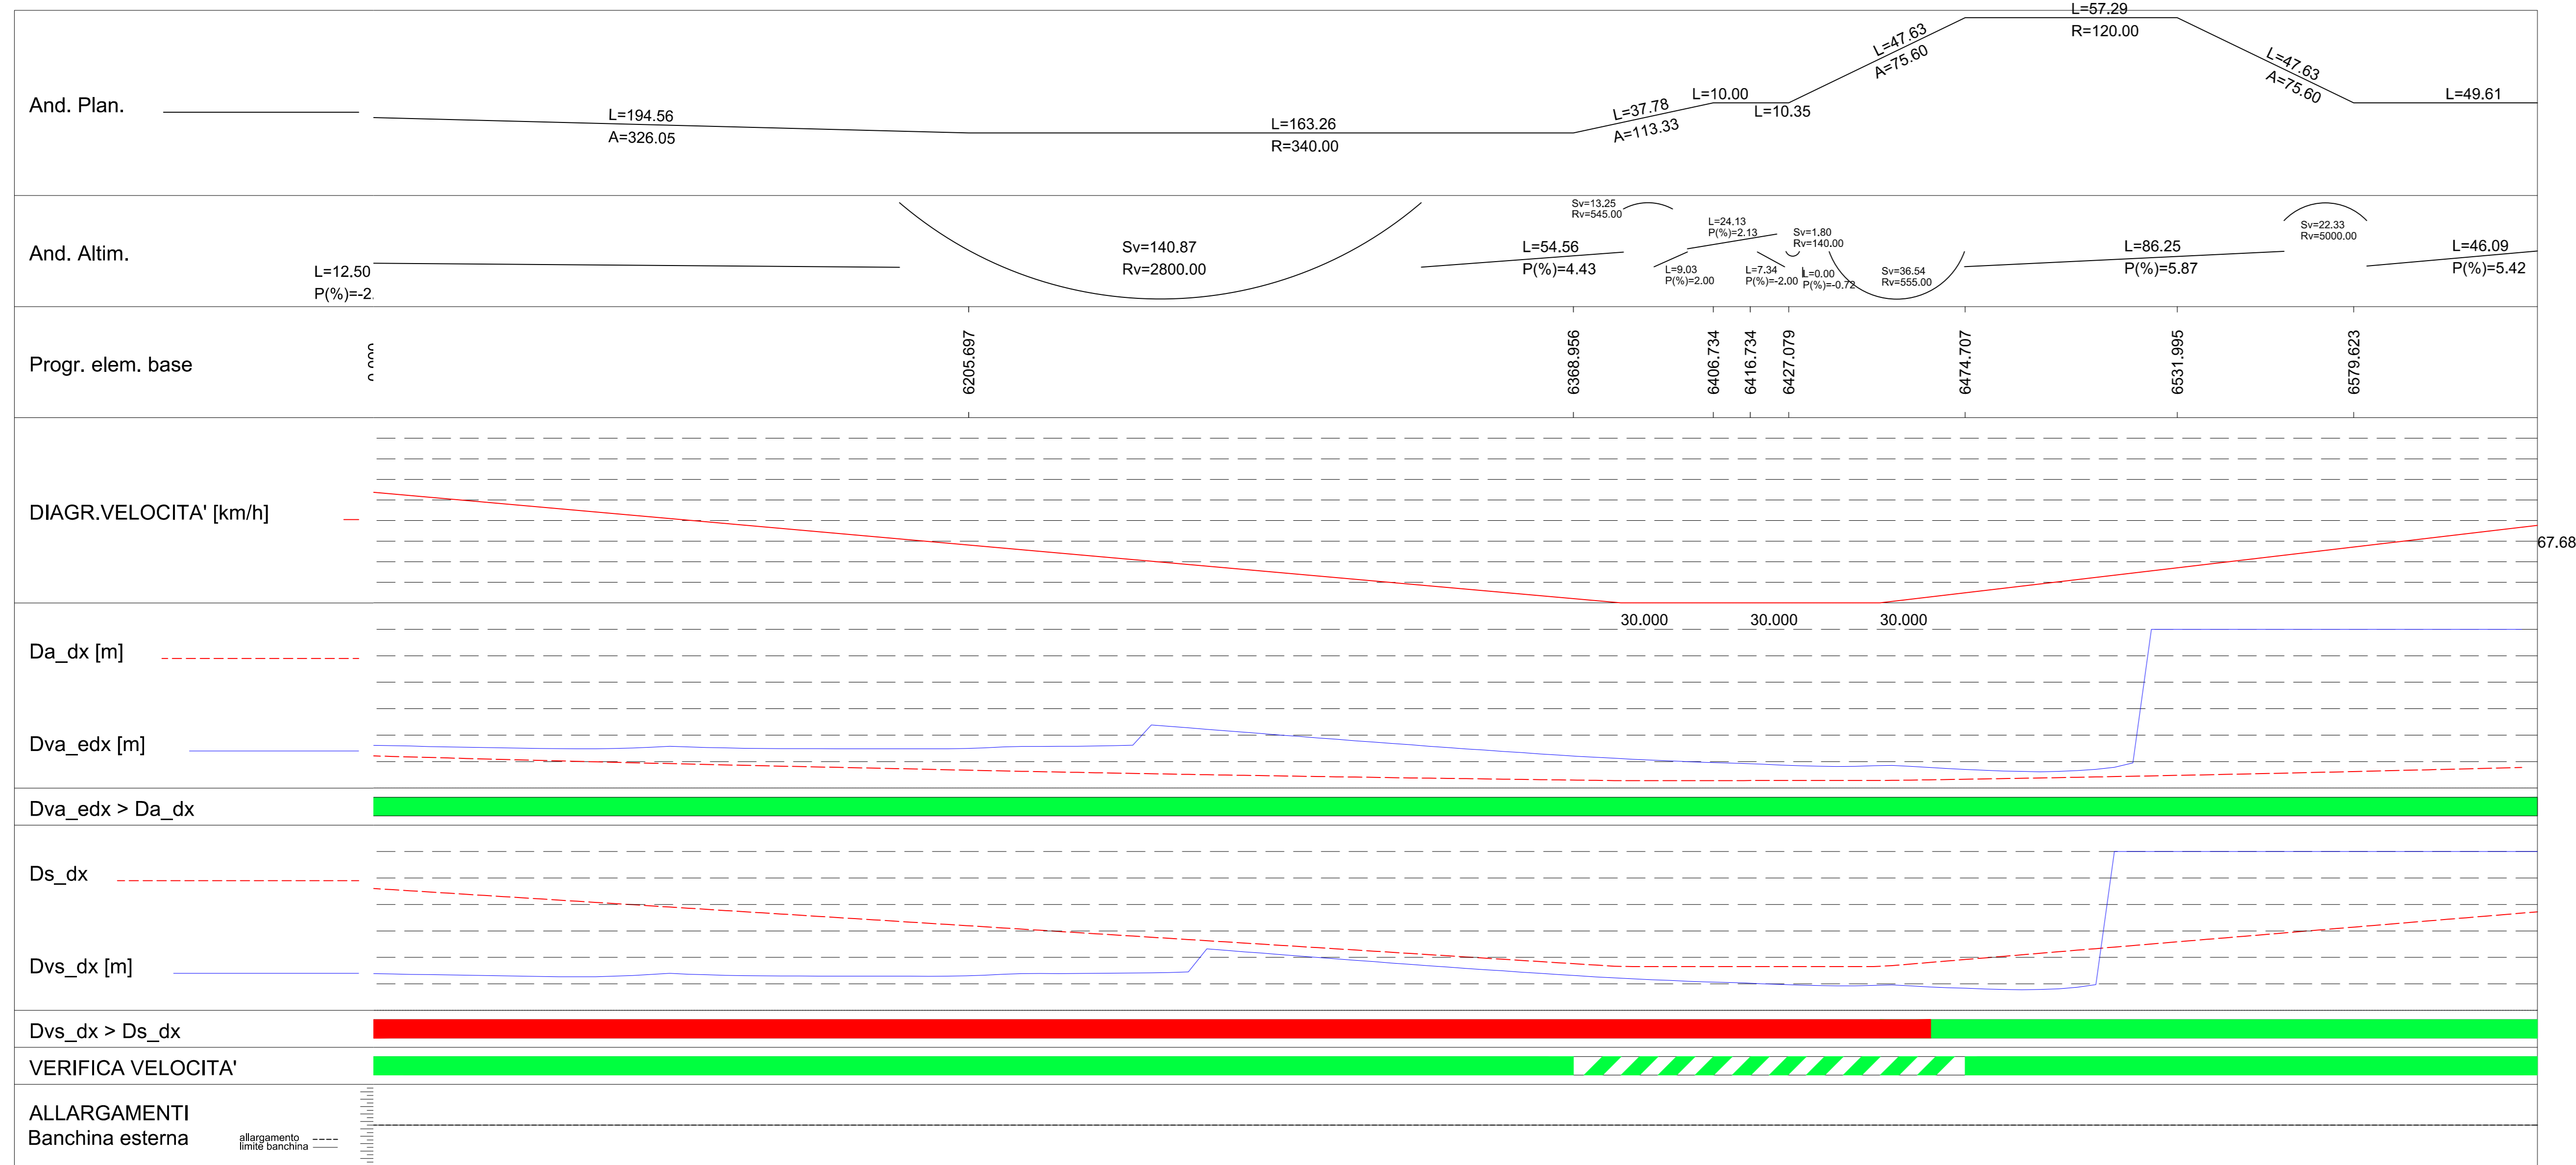 And. Plan.
L=194.56
A=326.05
L=163.26
R=340.00
L=37.78
A=113.33
L=10.00
L=10.35
L=47.63
A=75.60
L=57.29
R=120.00
L=47.63
A=75.60
L=49.61
And. Altim.
L=12.50
P(%)=-2.
Sv=140.87
Rv=2800.00
L=54.56
P(%)=4.43
Sv=13.25
Rv=545.00
L=9.03
P(%)=2.00
L=24.13
P(%)=2.13
L=7.34
P(%)=-2.00
Sv=1.80
Rv=140.00
L=0.00
P(%)=-0.72
Sv=36.54
Rv=555.00
L=86.25
P(%)=5.87
Sv=22.33
Rv=5000.00
L=46.09
P(%)=5.42
Progr. elem. base
6205.697
6368.956
6406.734
6416.734
6427.079
6474.707
6531.995
6579.623
DIAGR.VELOCITA' [km/h]
67.68
30.000
30.000
30.000
Da_dx [m]
Dva_edx [m]
Dva_edx > Da_dx
Ds_dx
Dvs_dx [m]
Dvs_dx > Ds_dx
VERIFICA VELOCITA'
ALLARGAMENTI
Banchina esterna
allargamento
limite banchina